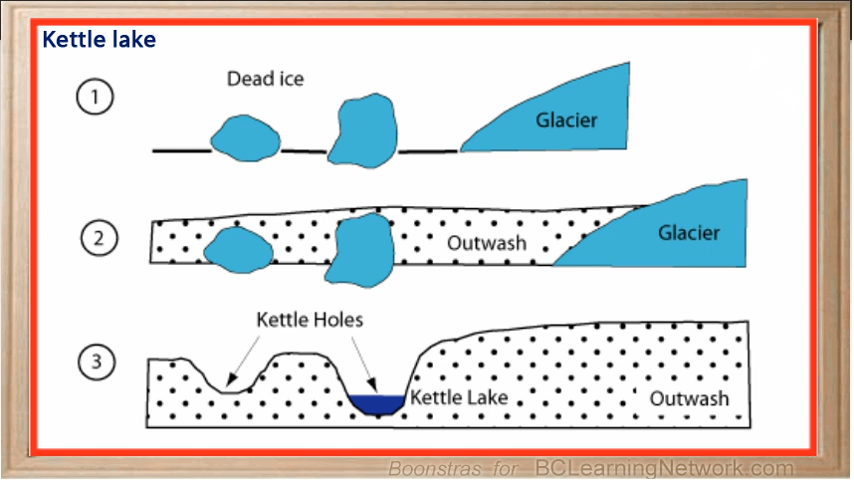 Kettle lake
1
Dead ice
Glacier
2
Outwash
Glacier
Kettle Holes
3
Kettle Lake
Outwash
Boonstras for BCLearningNetwork.com